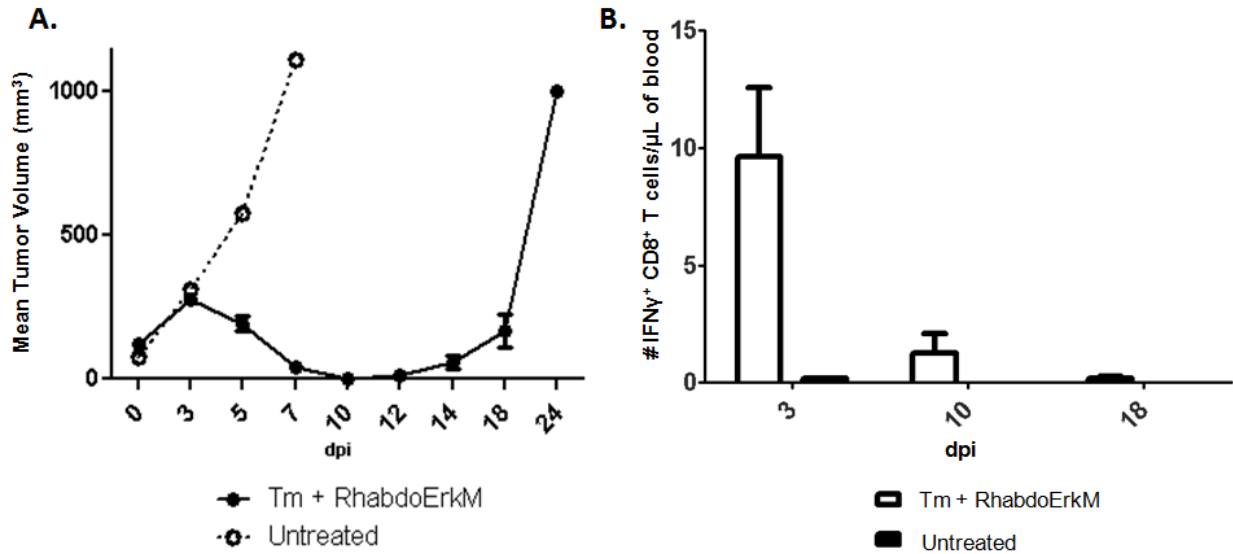 A.
Mean Tumor Volume (mm³)
1000
500
0
0 3 5 7 10 12 14 18 24
dpi
Tm + RhabdoErkM
Untreated
B.
#IFNγ⁺ CD8⁺ T cells/μL of blood
15
10
5
0
3 10 18
dpi
Tm + RhabdoErkM
Untreated